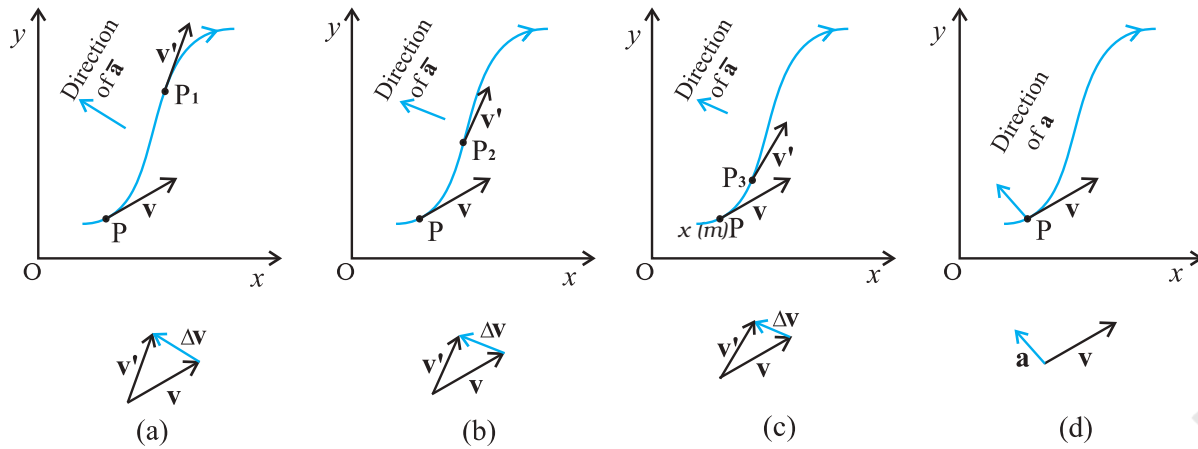 y
v'
Direction
of a̅
P1
v
P
O
x
Δv
v'
v
(a)
y
Direction
of a̅
v'
P2
v
P
O
x
Δv
v'
v
(b)
y
Direction
of a̅
v'
P3
v
x (m)P
O
x
Δv
v'
v
(c)
y
Direction
of a
v
P
O
x
a
v
(d)